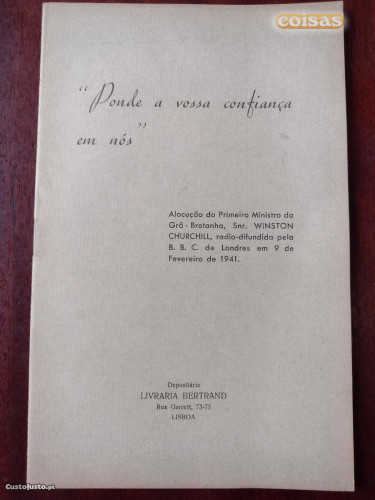 coisas
"Ponde a vossa confiança
em nós"
Alocução do Primeiro Ministro da
Grã-Bretanha, Snr. WINSTON
CHURCHILL, radio-difundida pela
B. B. C. de Londres em 9 de
Fevereiro de 1941.
Depositária
LIVRARIA BERTRAND
Rua Garrett, 73-75
LISBOA
CustoJusto.pt